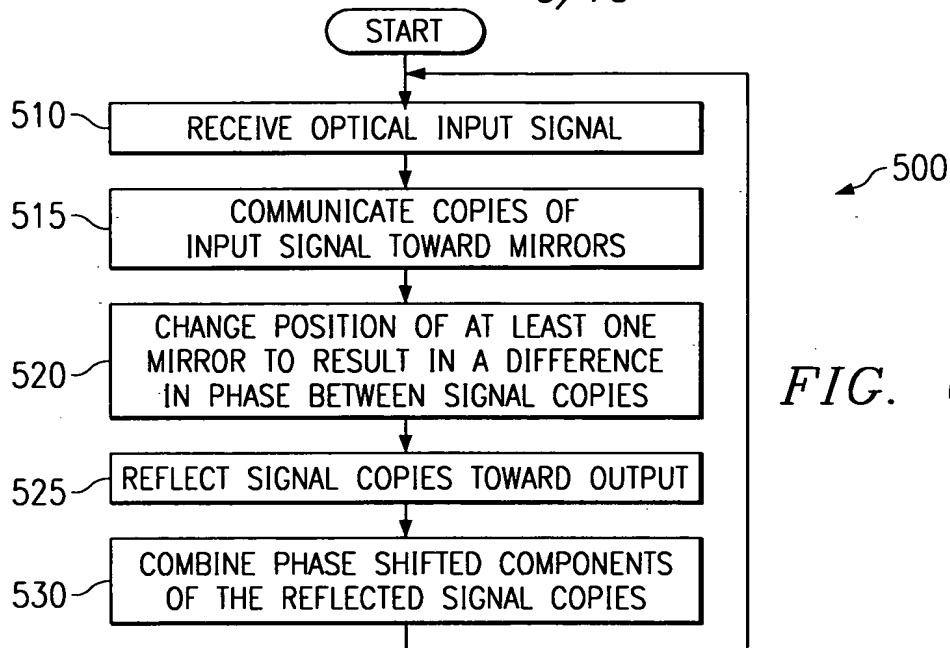 START
510
RECEIVE OPTICAL INPUT SIGNAL
500
515
COMMUNICATE COPIES OF
INPUT SIGNAL TOWARD MIRRORS
520
CHANGE POSITION OF AT LEAST ONE
MIRROR TO RESULT IN A DIFFERENCE
IN PHASE BETWEEN SIGNAL COPIES
FIG.
525
REFLECT SIGNAL COPIES TOWARD OUTPUT
530
COMBINE PHASE SHIFTED COMPONENTS
OF THE REFLECTED SIGNAL COPIES